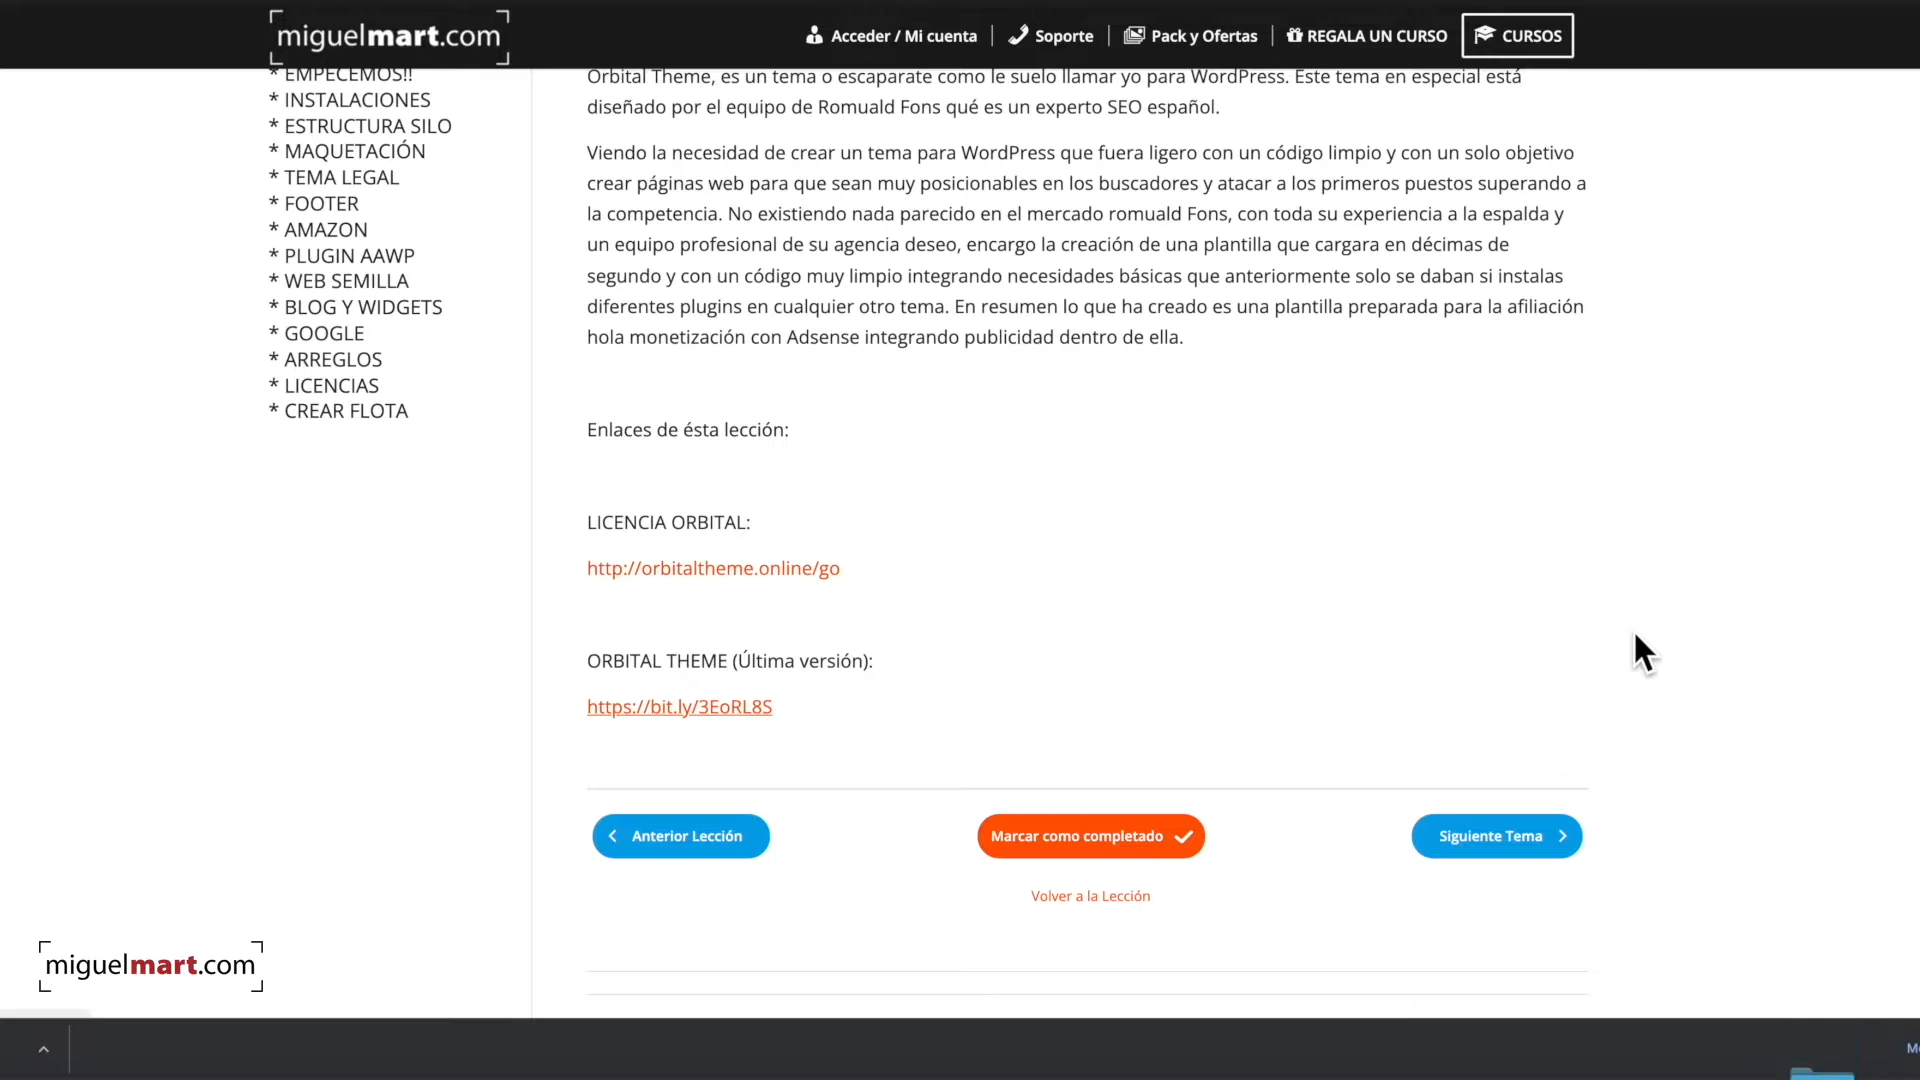 miguelmart.com
Acceder / Mi cuenta
Soporte
Pack y Ofertas
REGALA UN CURSO
CURSOS
* EMPECEMOS!!
* INSTALACIONES
* ESTRUCTURA SILO
* MAQUETACIÓN
* TEMA LEGAL
* FOOTER
* AMAZON
* PLUGIN AAWP
* WEB SEMILLA
* BLOG Y WIDGETS
* GOOGLE
* ARREGLOS
* LICENCIAS
* CREAR FLOTA
Orbital Theme, es un tema o escaparate como le suelo llamar yo para WordPress. Este tema en especial está
diseñado por el equipo de Romuald Fons qué es un experto SEO español.
Viendo la necesidad de crear un tema para WordPress que fuera ligero con un código limpio y con un solo objetivo
crear páginas web para que sean muy posicionables en los buscadores y atacar a los primeros puestos superando a
la competencia. No existiendo nada parecido en el mercado romuald Fons, con toda su experiencia a la espalda y
un equipo profesional de su agencia deseo, encargo la creación de una plantilla que cargara en décimas de
segundo y con un código muy limpio integrando necesidades básicas que anteriormente solo se daban si instalas
diferentes plugins en cualquier otro tema. En resumen lo que ha creado es una plantilla preparada para la afiliación
hola monetización con Adsense integrando publicidad dentro de ella.
Enlaces de ésta lección:
LICENCIA ORBITAL:
http://orbitaltheme.online/go
ORBITAL THEME (Última versión):
https://bit.ly/3EoRL8S
Anterior Lección
Marcar como completado
Siguiente Tema
Volver a la Lección
miguelmart.com